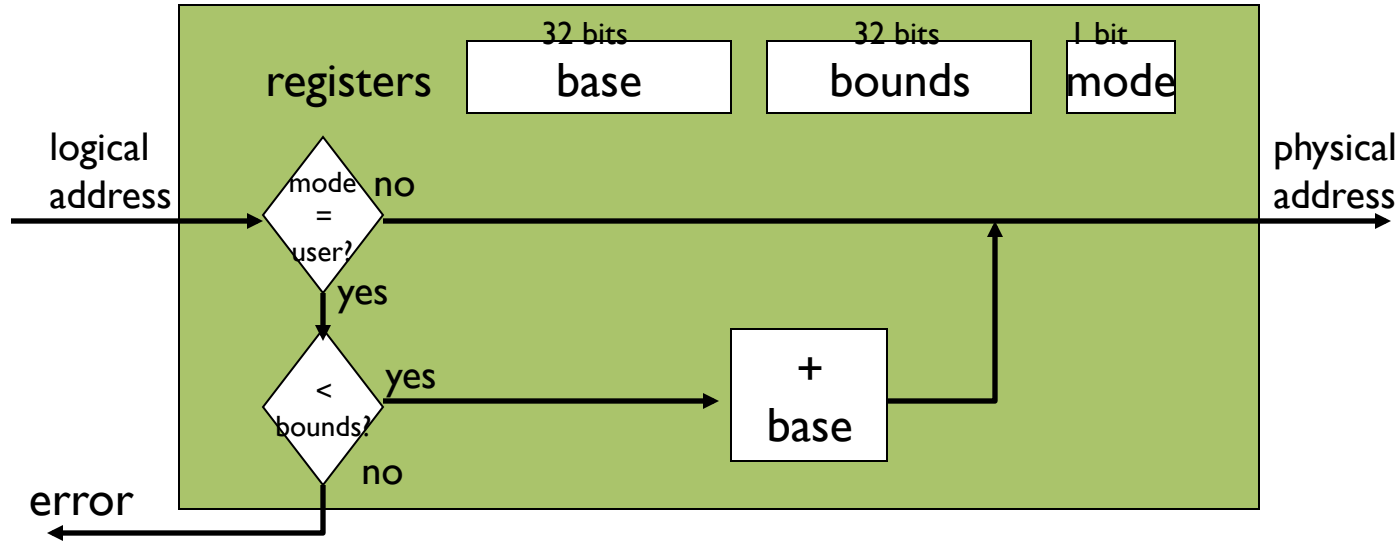 32 bits
32 bits
1 bit
registers
base
bounds
mode
logical
address
physical
address
mode
=
user?
no
yes
<
bounds?
yes
+
base
no
error